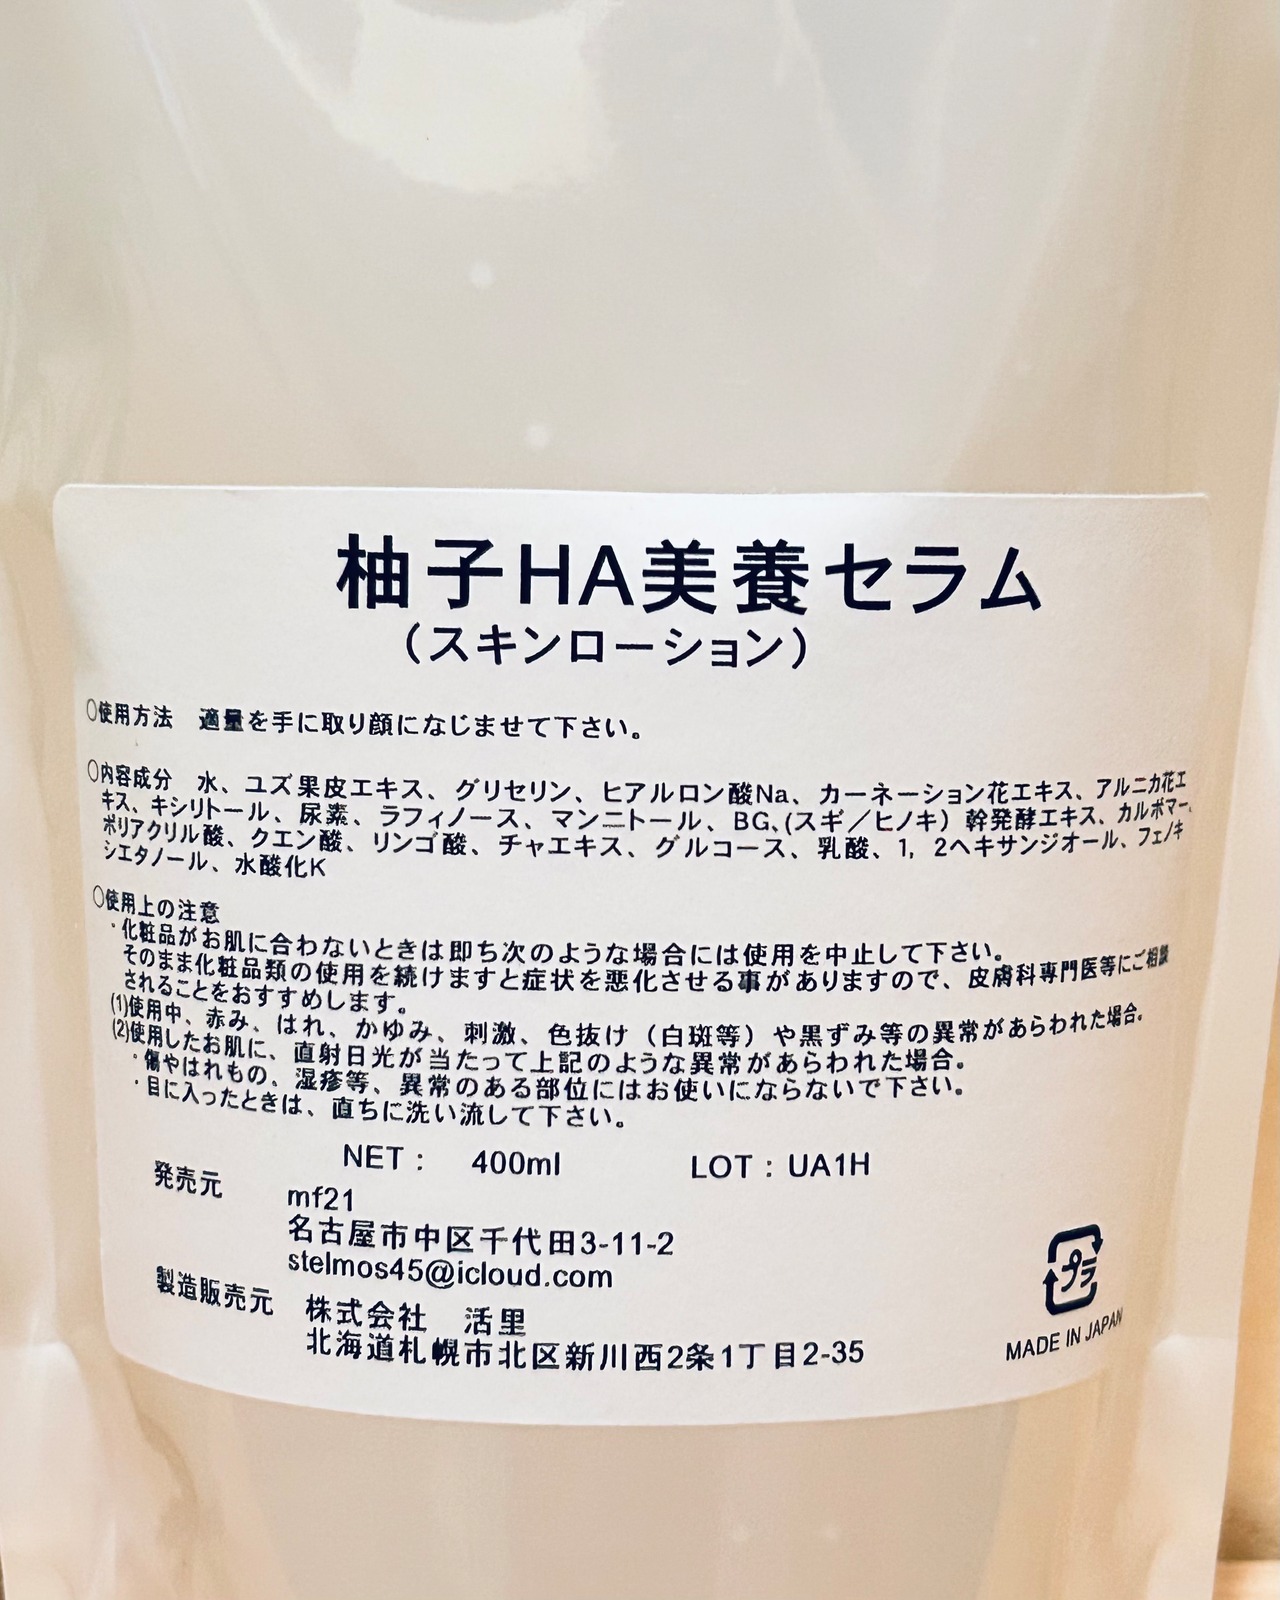 柚子HA美養セラム
（スキンローション）
○使用方法　適量を手に取り顔になじませて下さい。
○内容成分　水、ユズ果皮エキス、グリセリン、ヒアルロン酸Na、カーネーション花エキス、アルニカ花エ
キス、キシリトール、尿素、ラフィノース、マンニトール、BG、(スギ／ヒノキ）幹発酵エキス、カルボマー、
ポリアクリル酸、クエン酸、リンゴ酸、チャエキス、グルコース、乳酸、1，2ヘキサンジオール、フェノキ
シエタノール、水酸化K
○使用上の注意
・化粧品がお肌に合わないときは即ち次のような場合には使用を中止して下さい。
そのまま化粧品類の使用を続けますと症状を悪化させる事がありますので、皮膚科専門医等にご相談
されることをおすすめします。
(1)使用中、赤み、はれ、かゆみ、刺激、色抜け（白斑等）や黒ずみ等の異常があらわれた場合。
(2)使用したお肌に、直射日光が当たって上記のような異常があらわれた場合。
・傷やはれもの、湿疹等、異常のある部位にはお使いにならないで下さい。
・目に入ったときは、直ちに洗い流して下さい。
NET：　400ml　LOT：UA1H
発売元　mf21
名古屋市中区千代田3-11-2
stelmos45@icloud.com
製造販売元　株式会社　活里
北海道札幌市北区新川西2条1丁目2-35
プラ
MADE IN JAPAN